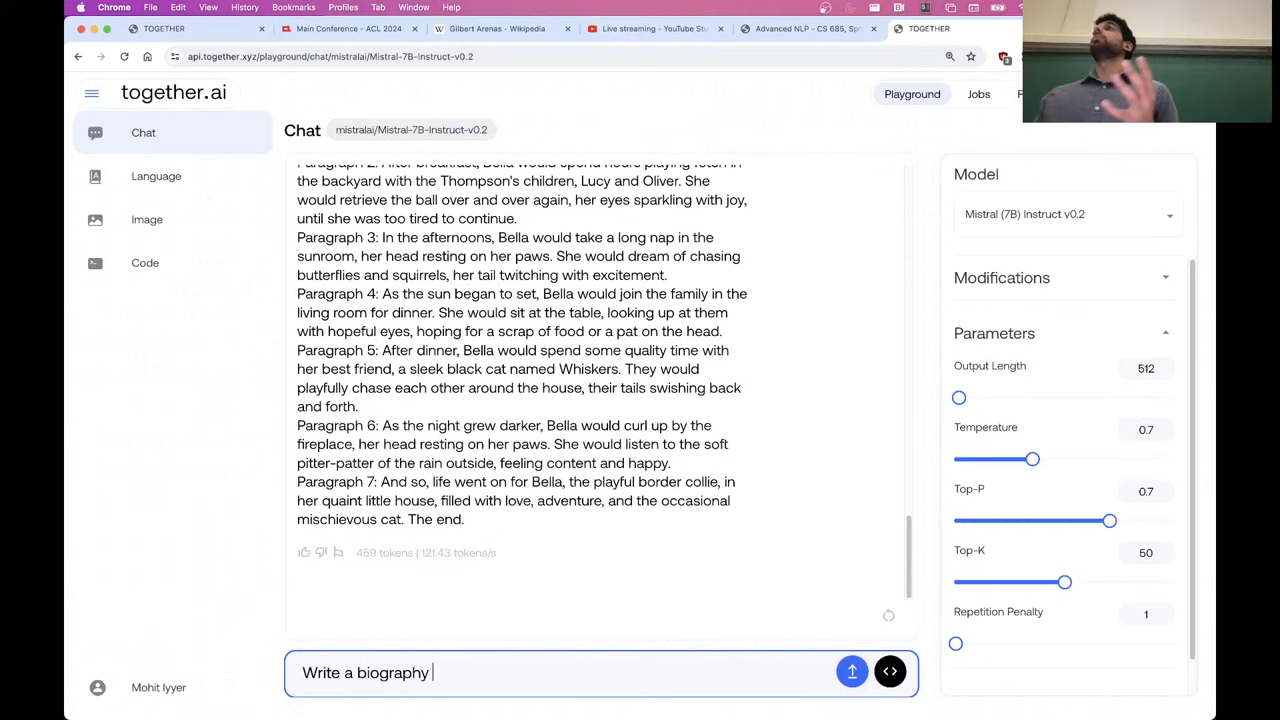 Chrome File Edit View History Bookmarks Profiles Tab Window Help
TOGETHER
Main Conference - ACL 2024
Gilbert Arenas - Wikipedia
Live streaming - YouTube Stu
Advanced NLP - CS 685, Spr
TOGETHER
api.together.xyz/playground/chat/mistralai/Mistral-7B-Instruct-v0.2
together.ai
Playground
Jobs
Chat
Language
Image
Code
Mohit Iyyer
Chat mistralai/Mistral-7B-Instruct-v0.2
Paragraph 2: After breakfast, Bella would spend hours playing fetch in
the backyard with the Thompson's children, Lucy and Oliver. She
would retrieve the ball over and over again, her eyes sparkling with joy,
until she was too tired to continue.
Paragraph 3: In the afternoons, Bella would take a long nap in the
sunroom, her head resting on her paws. She would dream of chasing
butterflies and squirrels, her tail twitching with excitement.
Paragraph 4: As the sun began to set, Bella would join the family in the
living room for dinner. She would sit at the table, looking up at them
with hopeful eyes, hoping for a scrap of food or a pat on the head.
Paragraph 5: After dinner, Bella would spend some quality time with
her best friend, a sleek black cat named Whiskers. They would
playfully chase each other around the house, their tails swishing back
and forth.
Paragraph 6: As the night grew darker, Bella would curl up by the
fireplace, her head resting on her paws. She would listen to the soft
pitter-patter of the rain outside, feeling content and happy.
Paragraph 7: And so, life went on for Bella, the playful border collie, in
her quaint little house, filled with love, adventure, and the occasional
mischievous cat. The end.
459 tokens | 121.43 tokens/s
Write a biography
Model
Mistral (7B) Instruct v0.2
Modifications
Parameters
Output Length 512
Temperature 0.7
Top-P 0.7
Top-K 50
Repetition Penalty 1